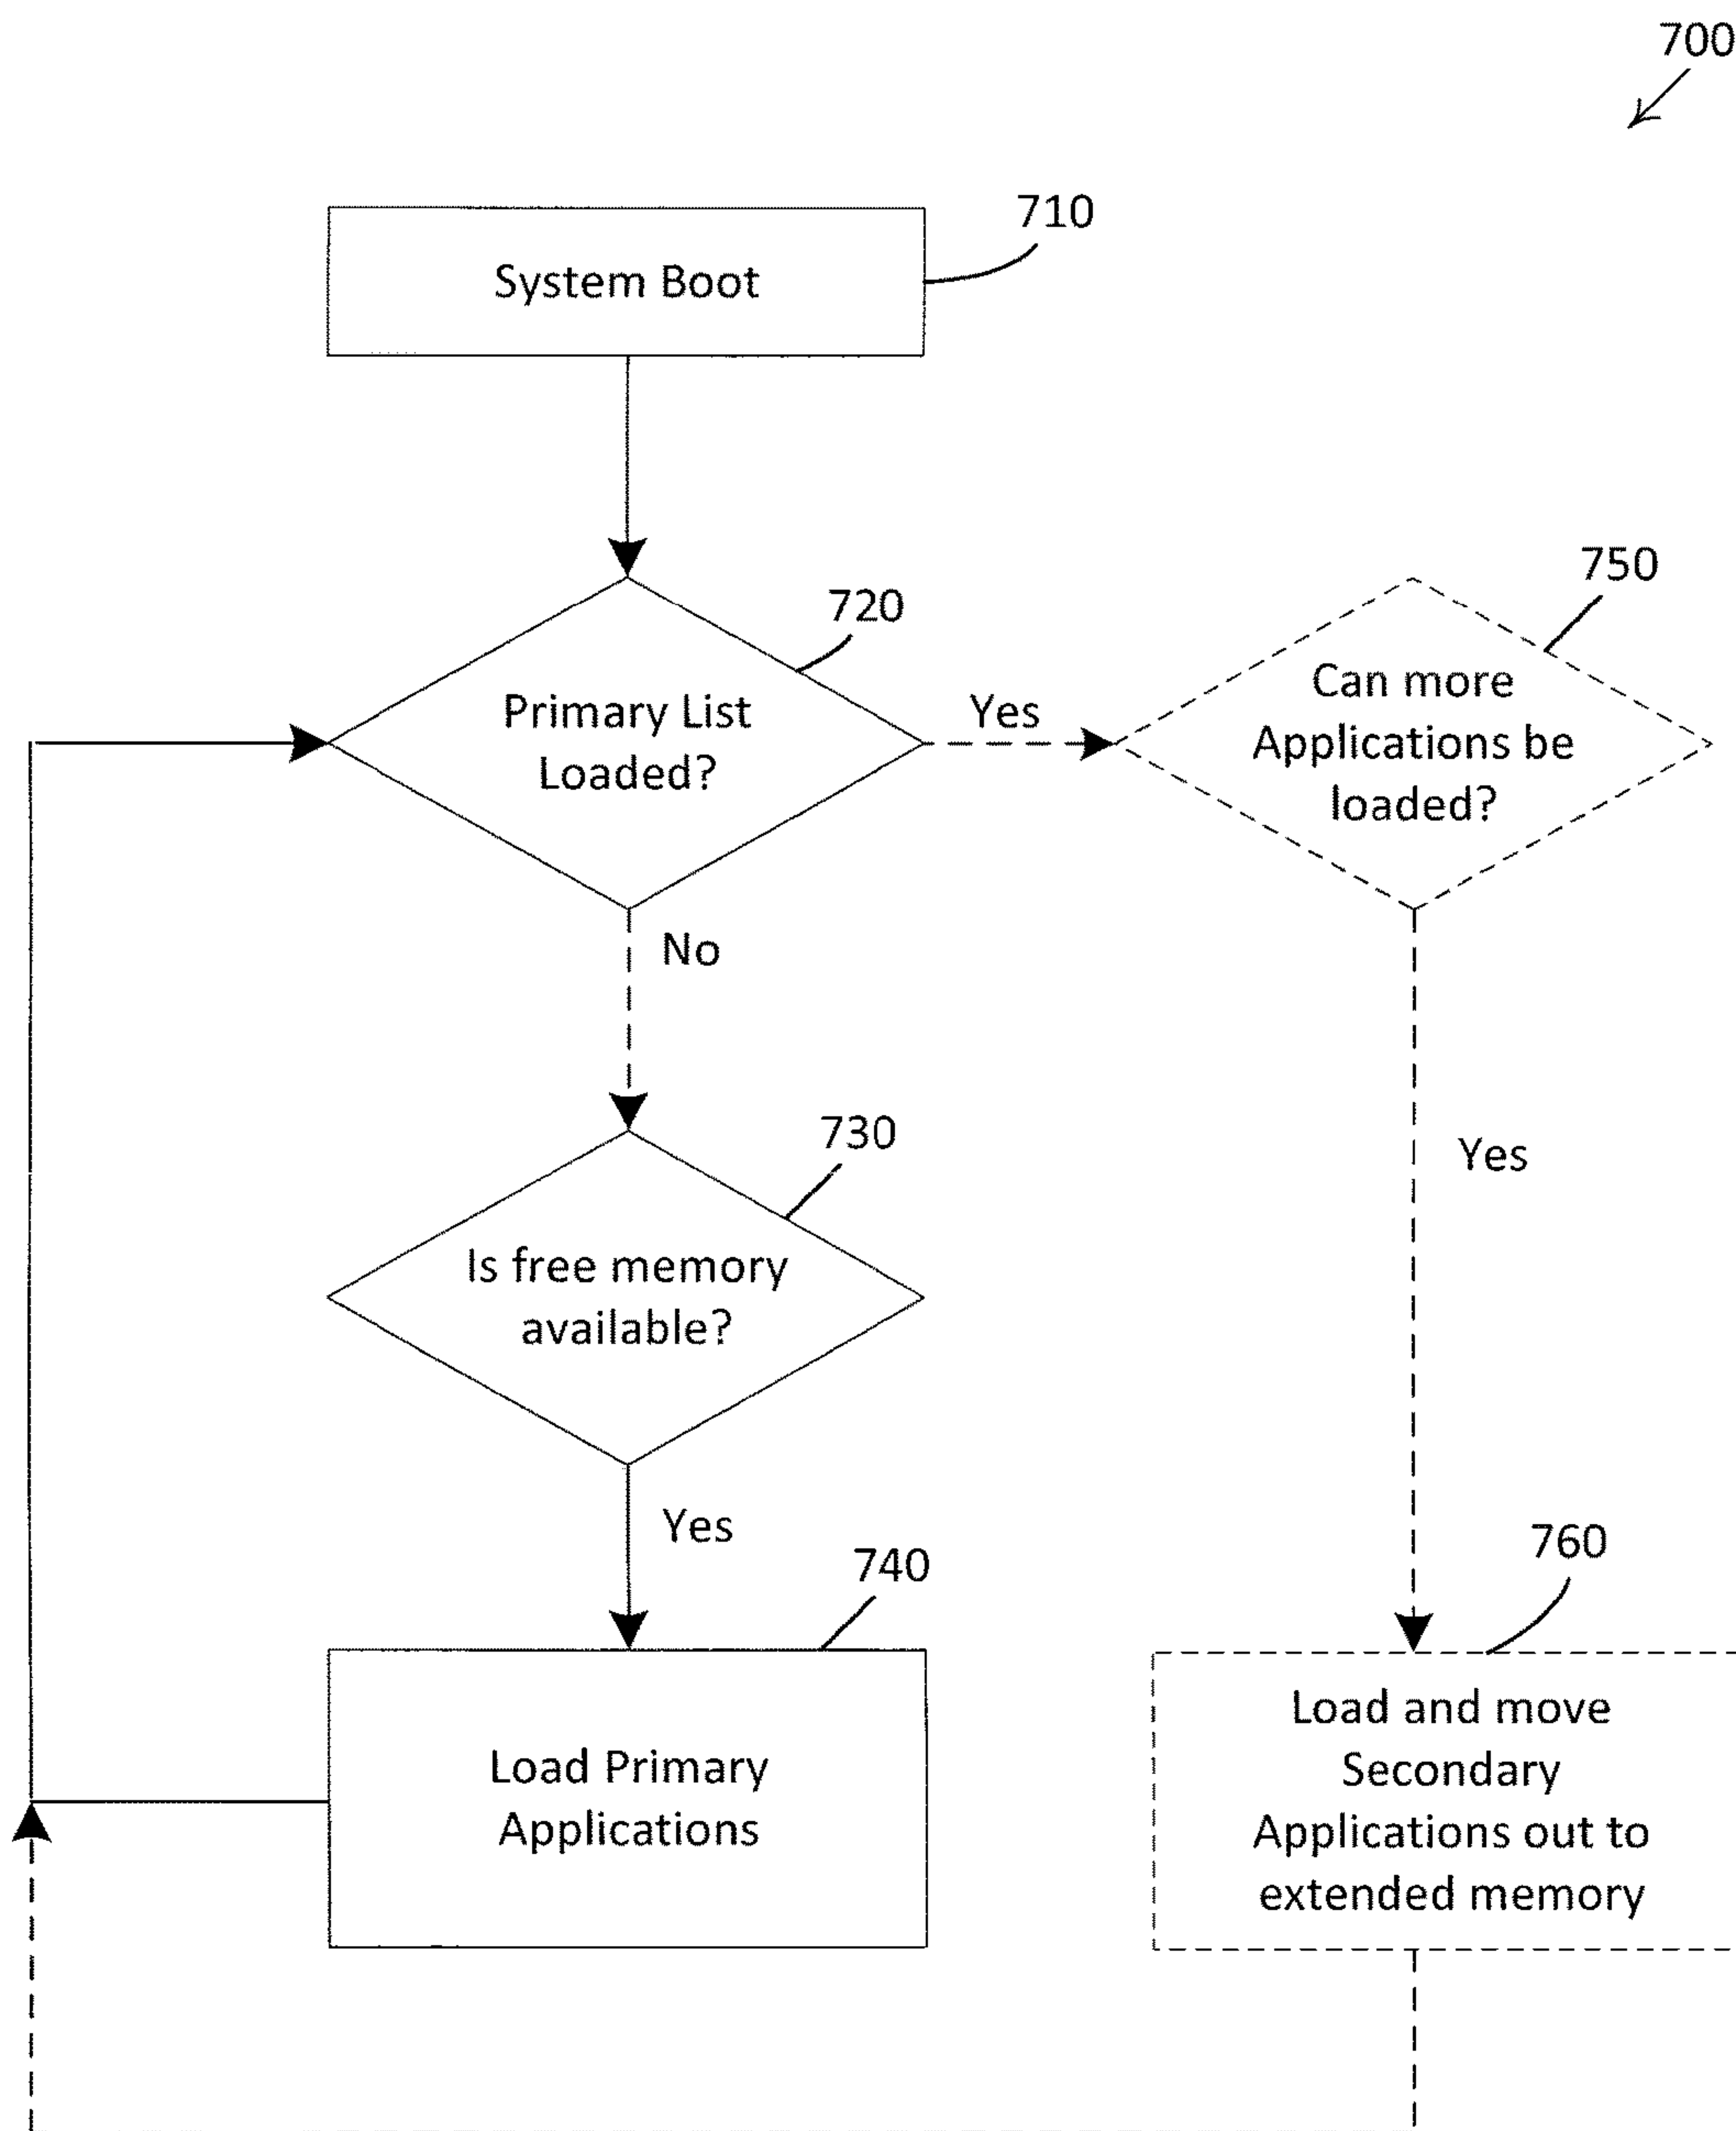 700
710
System Boot
720
Primary List
Loaded?
Yes
750
Can more
Applications be
loaded?
No
730
Is free memory
available?
Yes
Yes
740
Load Primary
Applications
760
Load and move
Secondary
Applications out to
extended memory